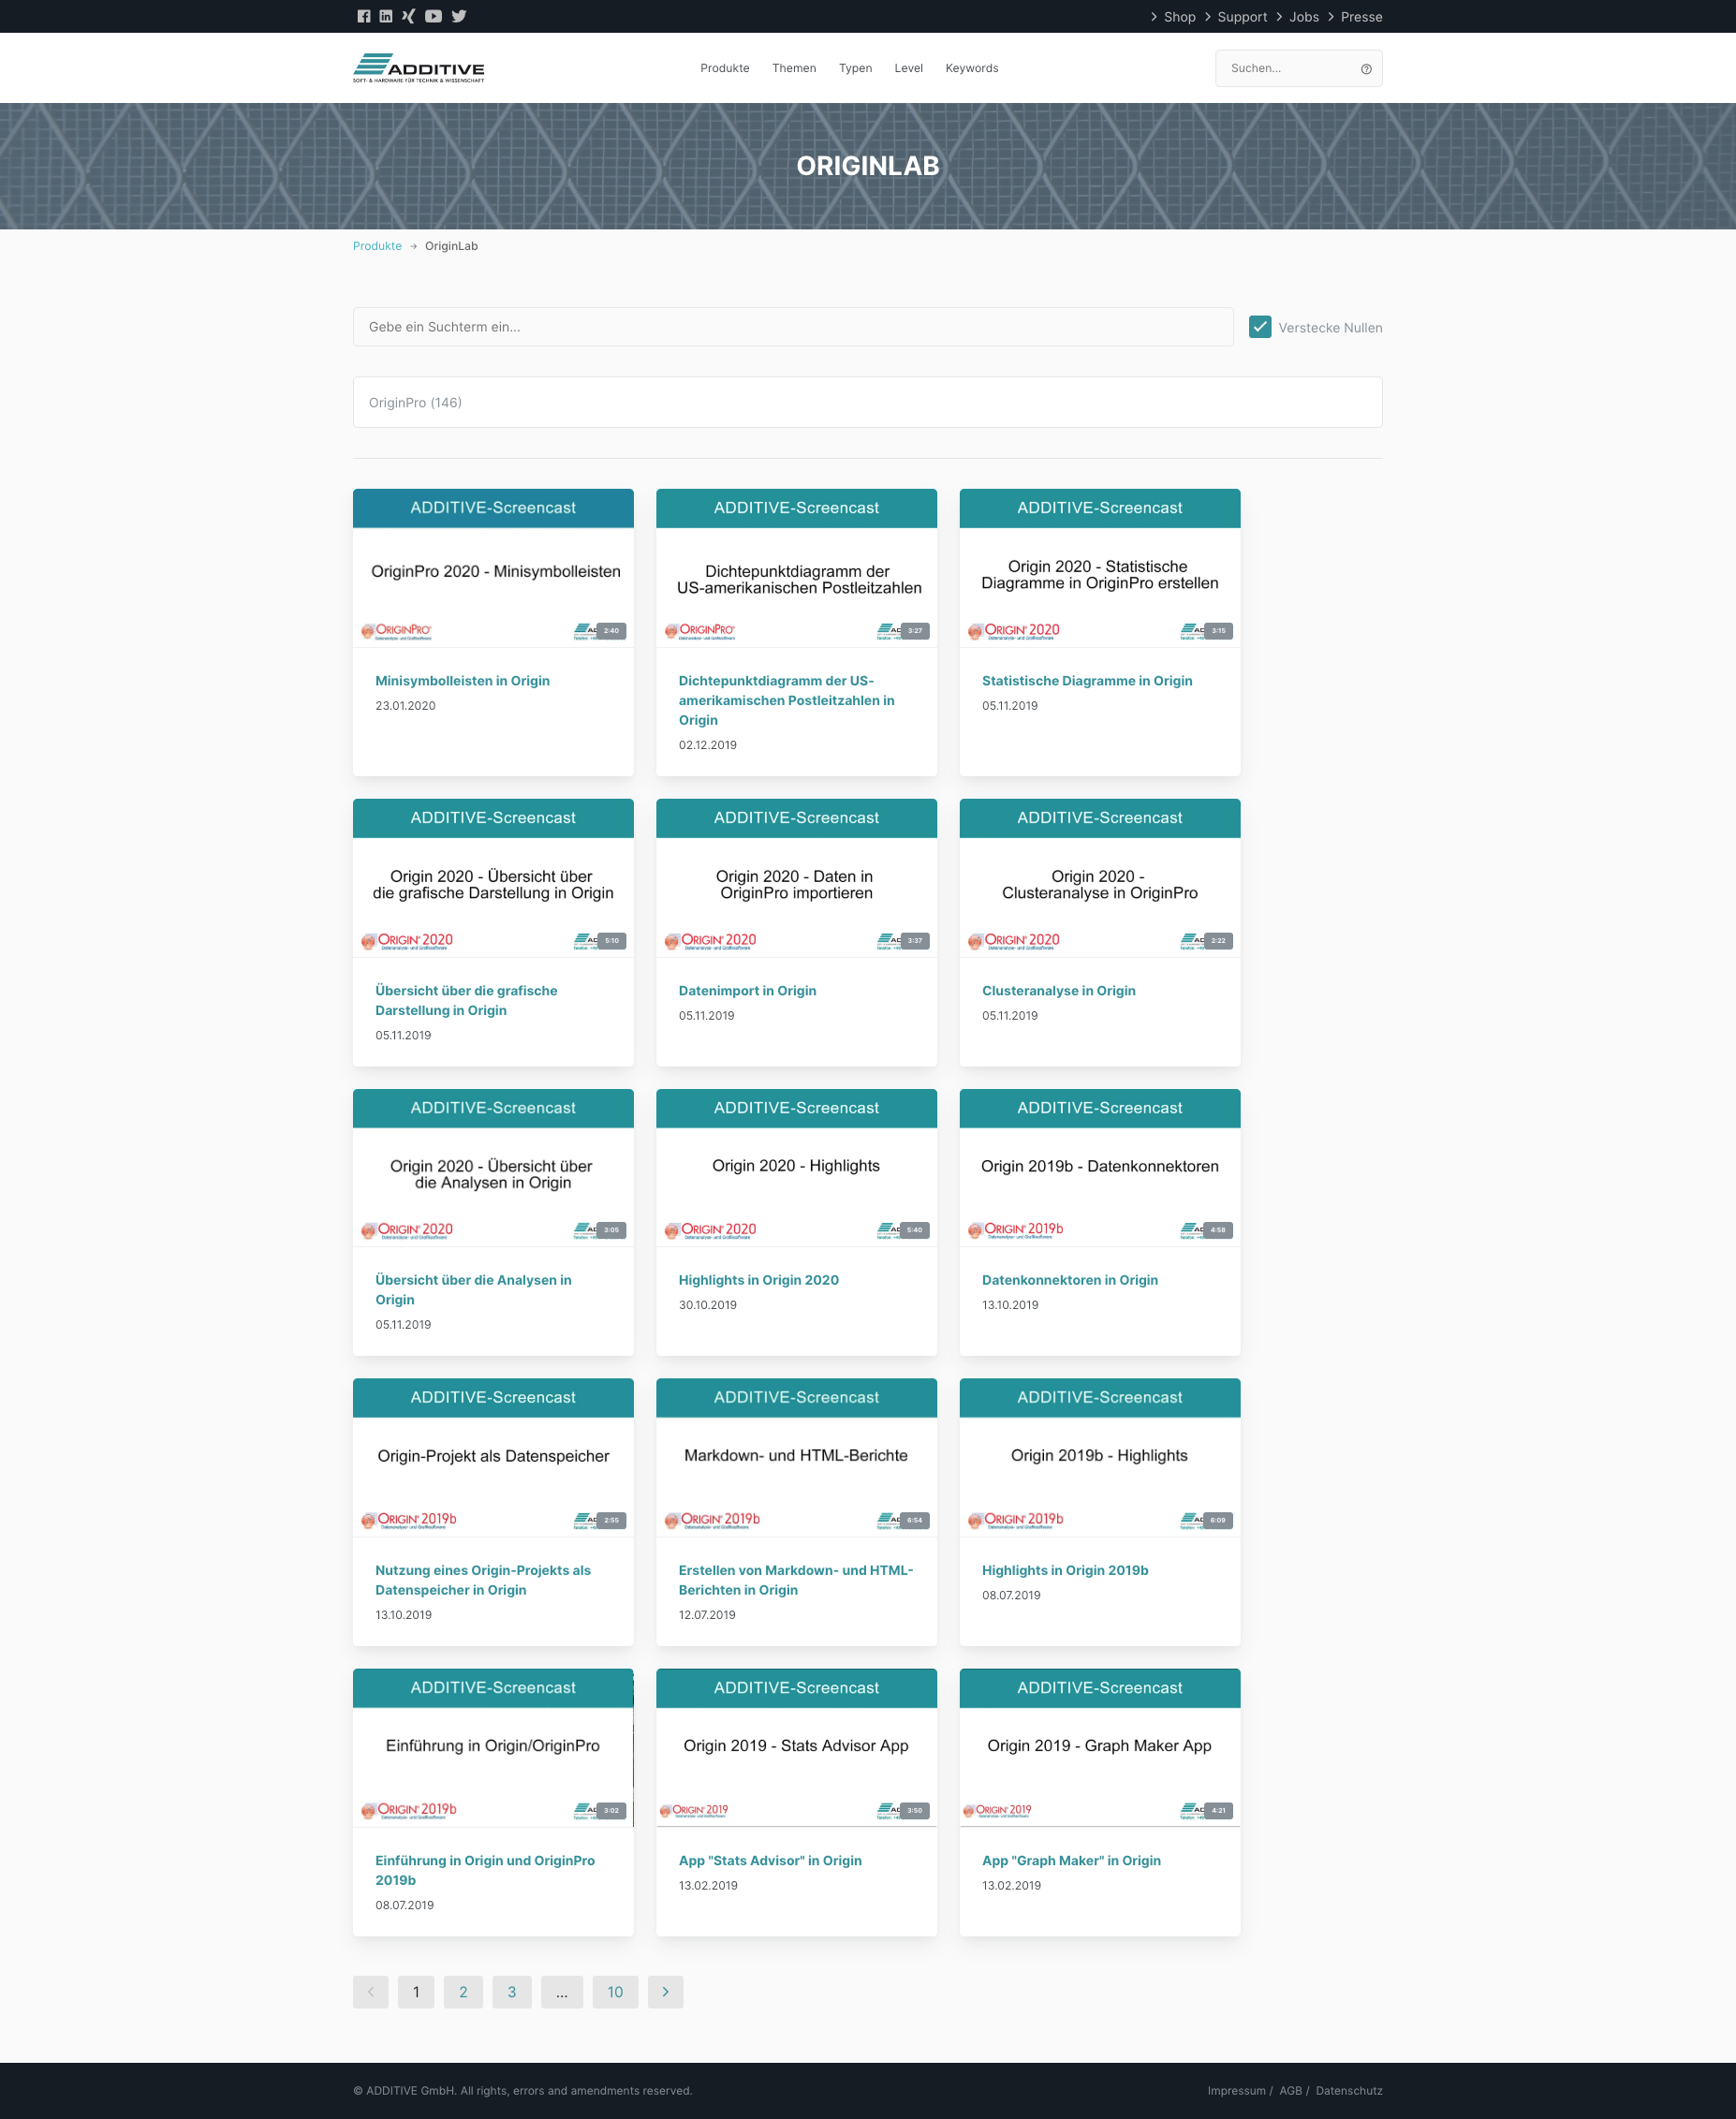 Shop Support Jobs Presse
ADDITIVE
SOFT- & HARDWARE FÜR TECHNIK & WISSENSCHAFT
Produkte Themen Typen Level Keywords
Suchen...
ORIGINLAB
Produkte → OriginLab
Gebe ein Suchterm ein...
Verstecke Nullen
OriginPro (146)
ADDITIVE-Screencast
OriginPro 2020 - Minisymbolleisten
ORIGINPRO
2:40
Minisymbolleisten in Origin
23.01.2020
ADDITIVE-Screencast
Dichtepunktdiagramm der
US-amerikanischen Postleitzahlen
ORIGINPRO
3:27
Dichtepunktdiagramm der US-
amerikamischen Postleitzahlen in
Origin
02.12.2019
ADDITIVE-Screencast
Origin 2020 - Statistische
Diagramme in OriginPro erstellen
ORIGIN 2020
3:15
Statistische Diagramme in Origin
05.11.2019
ADDITIVE-Screencast
Origin 2020 - Übersicht über
die grafische Darstellung in Origin
ORIGIN 2020
5:10
Übersicht über die grafische
Darstellung in Origin
05.11.2019
ADDITIVE-Screencast
Origin 2020 - Daten in
OriginPro importieren
ORIGIN 2020
3:37
Datenimport in Origin
05.11.2019
ADDITIVE-Screencast
Origin 2020 -
Clusteranalyse in OriginPro
ORIGIN 2020
2:22
Clusteranalyse in Origin
05.11.2019
ADDITIVE-Screencast
Origin 2020 - Übersicht über
die Analysen in Origin
ORIGIN 2020
3:05
Übersicht über die Analysen in
Origin
05.11.2019
ADDITIVE-Screencast
Origin 2020 - Highlights
ORIGIN 2020
5:40
Highlights in Origin 2020
30.10.2019
ADDITIVE-Screencast
Origin 2019b - Datenkonnektoren
ORIGIN 2019b
4:58
Datenkonnektoren in Origin
13.10.2019
ADDITIVE-Screencast
Origin-Projekt als Datenspeicher
ORIGIN 2019b
2:55
Nutzung eines Origin-Projekts als
Datenspeicher in Origin
13.10.2019
ADDITIVE-Screencast
Markdown- und HTML-Berichte
ORIGIN 2019b
6:54
Erstellen von Markdown- und HTML-
Berichten in Origin
12.07.2019
ADDITIVE-Screencast
Origin 2019b - Highlights
ORIGIN 2019b
6:09
Highlights in Origin 2019b
08.07.2019
ADDITIVE-Screencast
Einführung in Origin/OriginPro
ORIGIN 2019b
3:02
Einführung in Origin und OriginPro
2019b
08.07.2019
ADDITIVE-Screencast
Origin 2019 - Stats Advisor App
ORIGIN 2019
3:50
App "Stats Advisor" in Origin
13.02.2019
ADDITIVE-Screencast
Origin 2019 - Graph Maker App
ORIGIN 2019
4:21
App "Graph Maker" in Origin
13.02.2019
1 2 3 ... 10
© ADDITIVE GmbH. All rights, errors and amendments reserved.
Impressum / AGB / Datenschutz